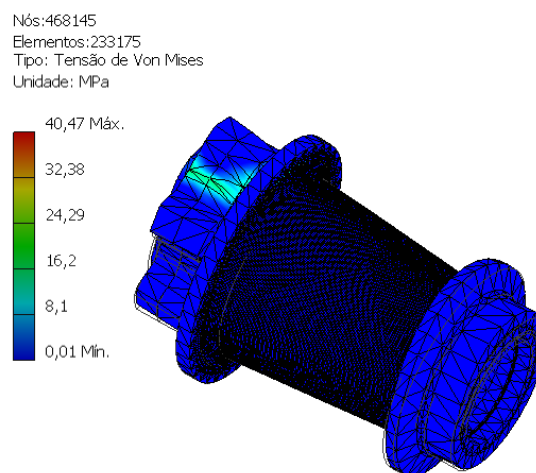 Nós:468145
Elementos:233175
Tipo: Tensão de Von Mises
Unidade: MPa
40,47 Máx.
32,38
24,29
16,2
8,1
0,01 Mín.